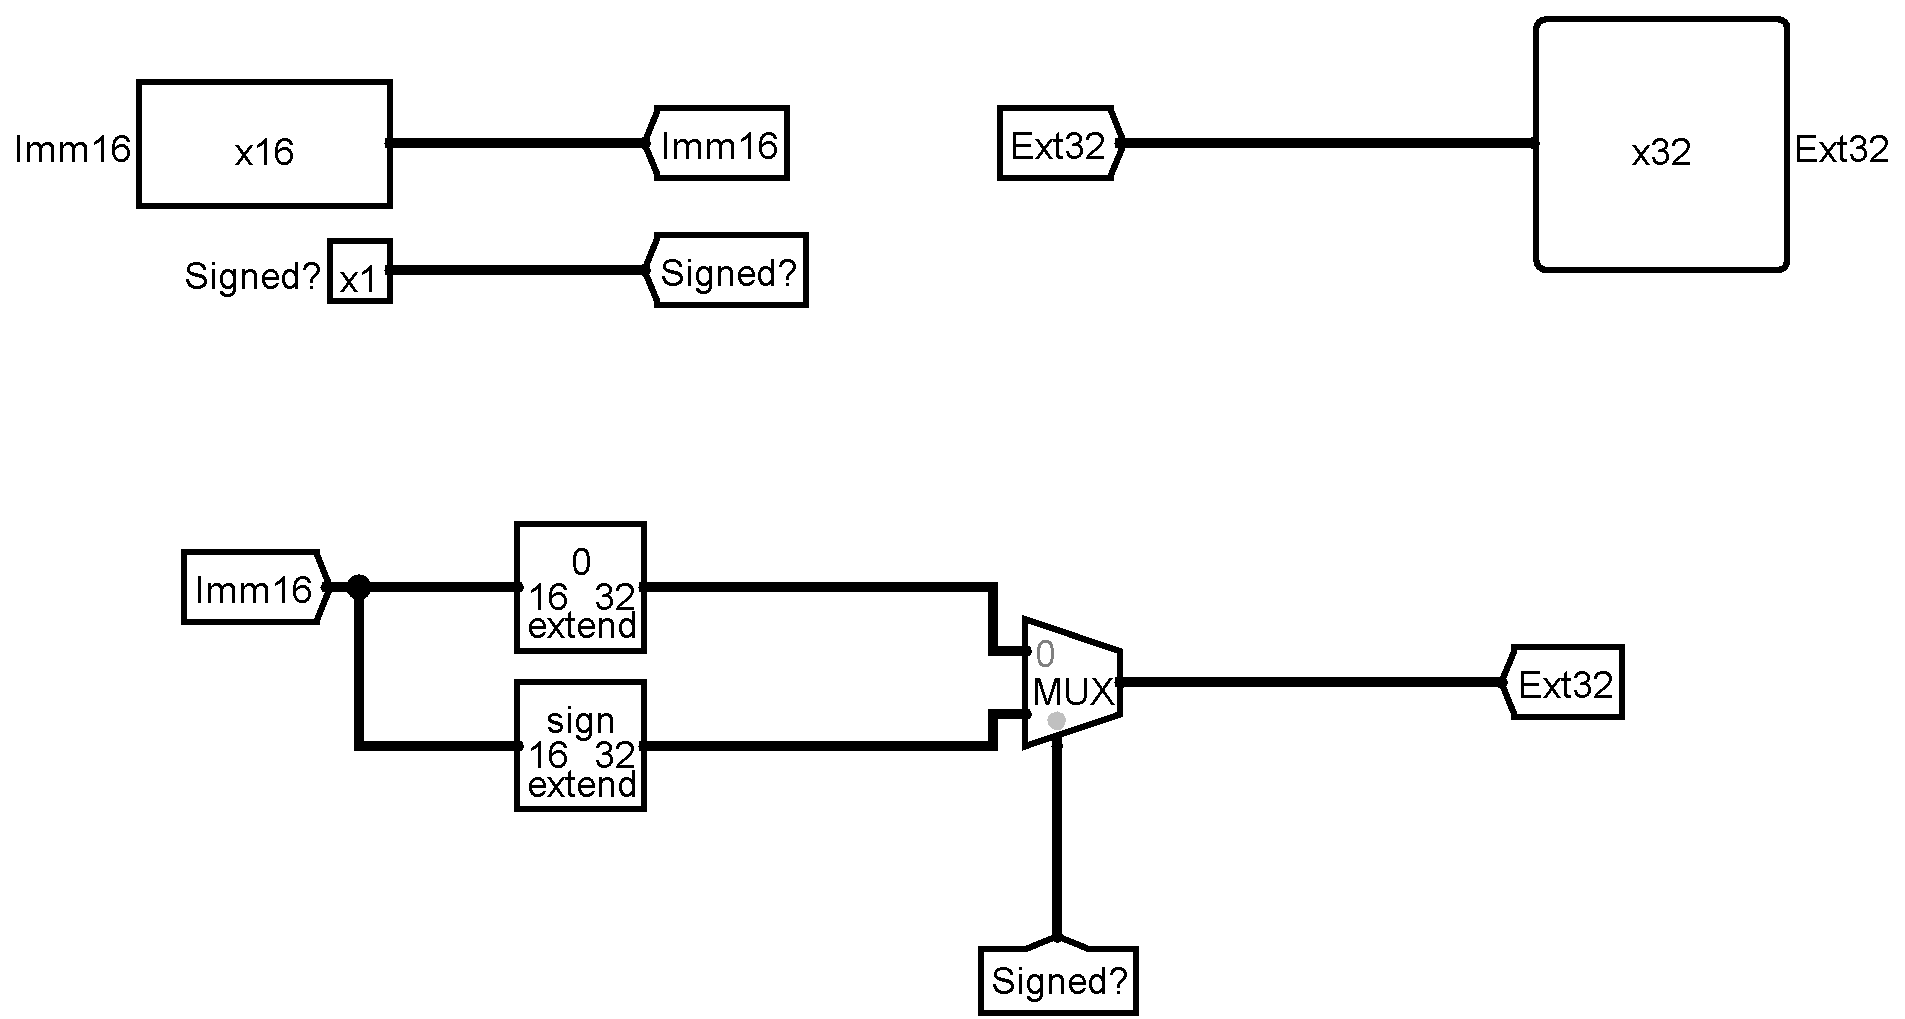 Imm16
x16
Imm16
Ext32
x32
Ext32
Signed?
x1
Signed?
Imm16
0
16 32
extend
sign
16 32
extend
0
MUX
Ext32
Signed?